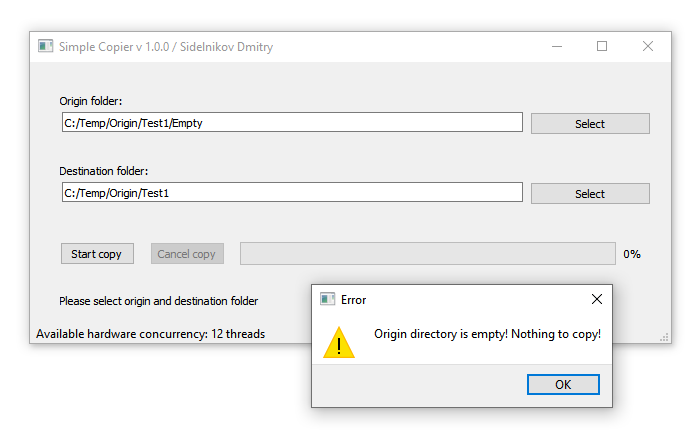 Simple Copier v 1.0.0 / Sidelnikov Dmitry
Origin folder:
C:/Temp/Origin/Test1/Empty
Select
Destination folder:
C:/Temp/Origin/Test1
Select
Start copy
Cancel copy
0%
Please select origin and destination folder
Available hardware concurrency: 12 threads
Error
Origin directory is empty! Nothing to copy!
OK